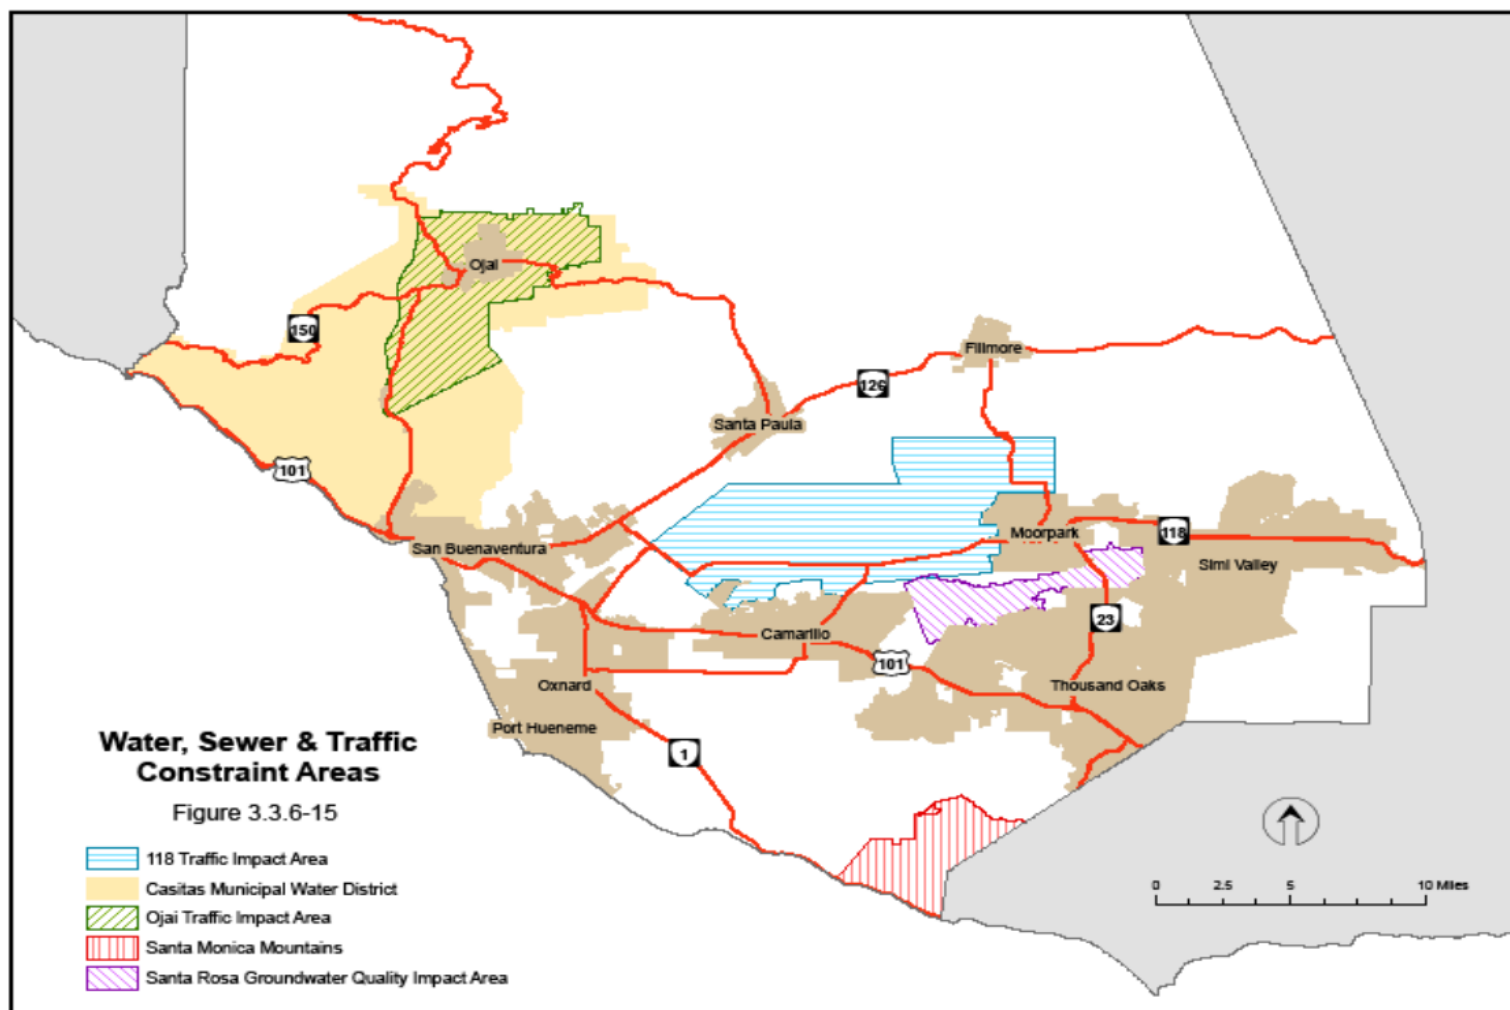 Ojai
150
Fillmore
126
Santa Paula
101
San Buenaventura
Moorpark
118
Simi Valley
23
Camarillo
101
Oxnard
Thousand Oaks
Port Hueneme
1
Water, Sewer & Traffic
Constraint Areas
Figure 3.3.6-15
118 Traffic Impact Area
Casitas Municipal Water District
Ojai Traffic Impact Area
Santa Monica Mountains
Santa Rosa Groundwater Quality Impact Area
0 2.5 5 10 Miles